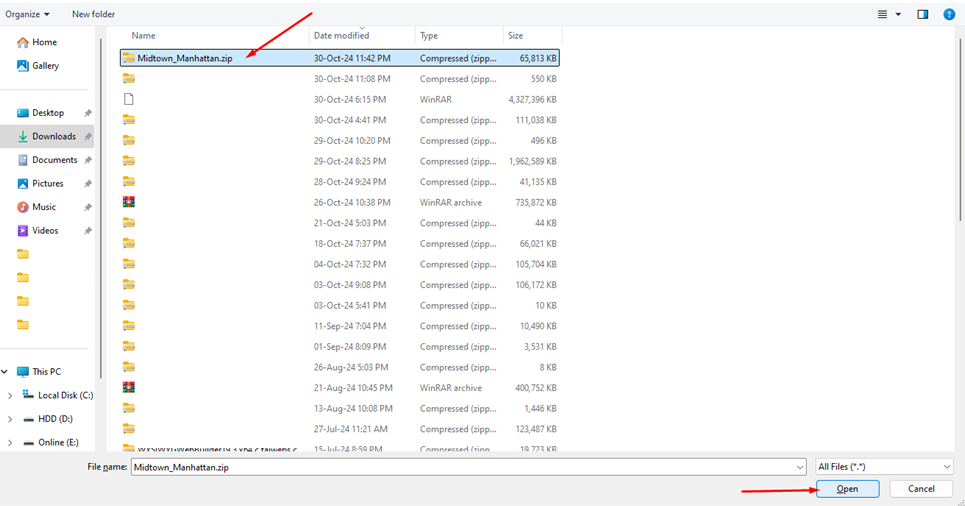 Organize New folder
Name Date modified Type Size
Home
Gallery
Desktop
Downloads
Documents
Pictures
Music
Videos
This PC
Local Disk (C:)
HDD (D:)
Online (E:)
Midtown_Manhattan.zip 30-Oct-24 11:42 PM Compressed (zipp... 65,813 KB
30-Oct-24 11:08 PM Compressed (zipp... 550 KB
30-Oct-24 6:15 PM WinRAR 4,327,396 KB
30-Oct-24 4:41 PM Compressed (zipp... 111,038 KB
29-Oct-24 10:20 PM Compressed (zipp... 496 KB
29-Oct-24 8:25 PM Compressed (zipp... 1,962,589 KB
28-Oct-24 9:24 PM Compressed (zipp... 41,135 KB
26-Oct-24 10:38 PM WinRAR archive 735,872 KB
21-Oct-24 5:03 PM Compressed (zipp... 44 KB
18-Oct-24 7:37 PM Compressed (zipp... 66,021 KB
04-Oct-24 7:32 PM Compressed (zipp... 105,704 KB
03-Oct-24 9:08 PM Compressed (zipp... 106,172 KB
03-Oct-24 5:41 PM Compressed (zipp... 10 KB
11-Sep-24 7:04 PM Compressed (zipp... 10,490 KB
01-Sep-24 8:09 PM Compressed (zipp... 3,531 KB
26-Aug-24 5:03 PM Compressed (zipp... 8 KB
21-Aug-24 10:45 PM WinRAR archive 400,752 KB
13-Aug-24 10:08 PM Compressed (zipp... 1,446 KB
27-Jul-24 11:21 AM Compressed (zipp... 123,487 KB
15-Jul-24 8:59 PM Compressed (zipp... 19,723 KB
File name: Midtown_Manhattan.zip All Files (*.*)
Open Cancel